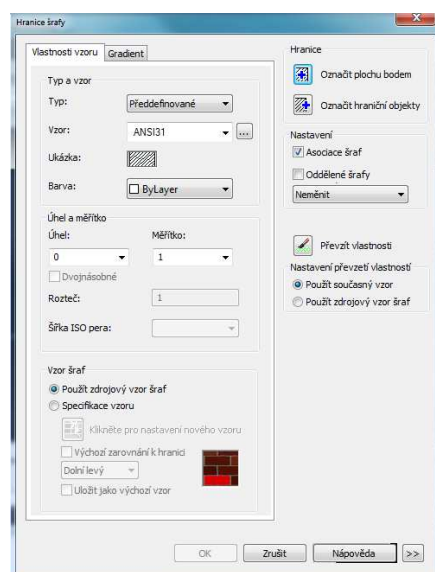 Hranice šrafy
Vlastnosti vzoru
Gradient
Typ a vzor
Typ:
Předdefinované
Vzor:
ANSI31
...
Ukázka:
Barva:
ByLayer
Úhel a měřítko
Úhel:
Měřítko:
0
1
Dvojnásobné
Rozteč:
1
Šířka ISO pera:
Vzor šraf
Použít zdrojový vzor šraf
Specifikace vzoru
Klikněte pro nastavení nového vzoru
Výchozí zarovnání k hranici
Dolní levý
Uložit jako výchozí vzor
Hranice
Označit plochu bodem
Označit hraniční objekty
Nastavení
Asociace šraf
Oddělené šrafy
Neměnit
Převzít vlastnosti
Nastavení převzetí vlastností
Použít současný vzor
Použít zdrojový vzor šraf
OK
Zrušit
Nápověda
>>